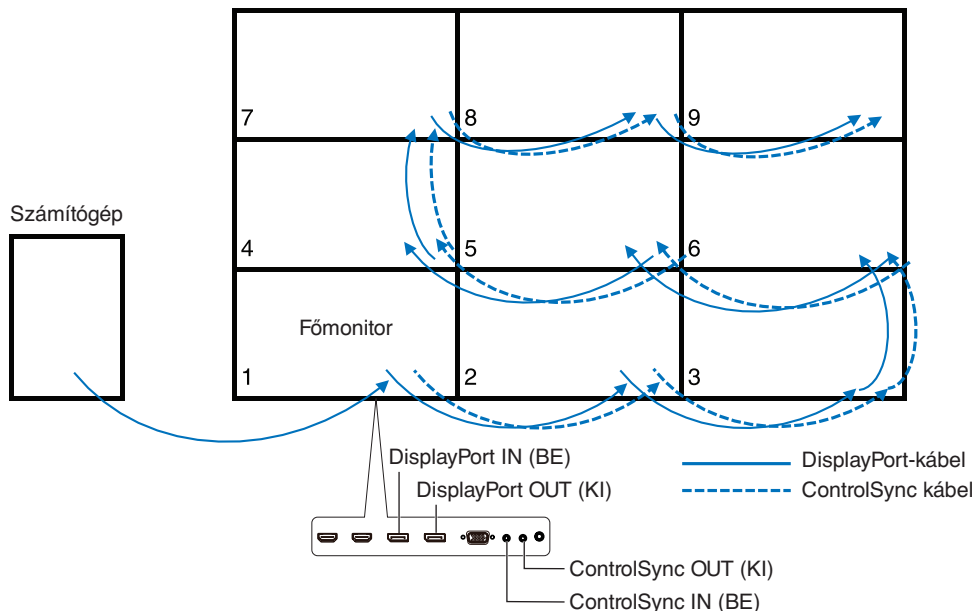 7
8
9
Számítógép
4
5
6
Főmonitor
1
2
3
DisplayPort IN (BE)
DisplayPort-kábel
DisplayPort OUT (KI)
ControlSync kábel
ControlSync OUT (KI)
ControlSync IN (BE)